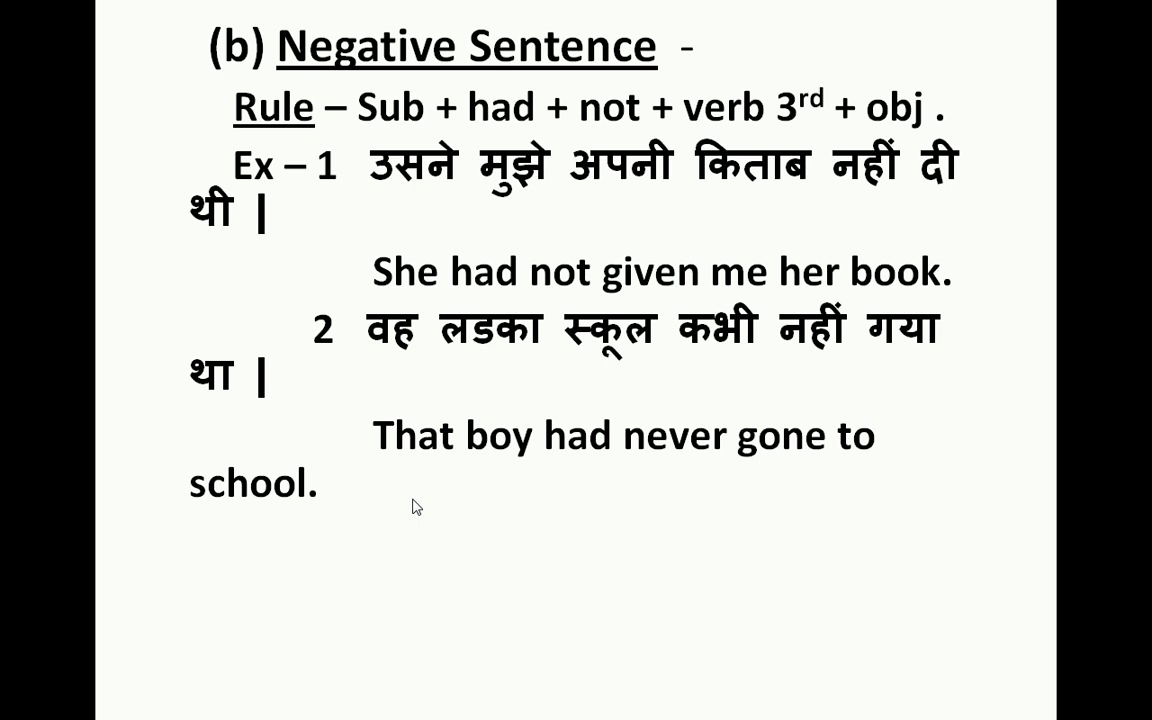 (b) Negative Sentence -
Rule – Sub + had + not + verb 3rd + obj .
Ex – 1 उसने मुझे अपनी किताब नहीं दी
थी |
She had not given me her book.
2 वह लडका स्कूल कभी नहीं गया
था |
That boy had never gone to
school.